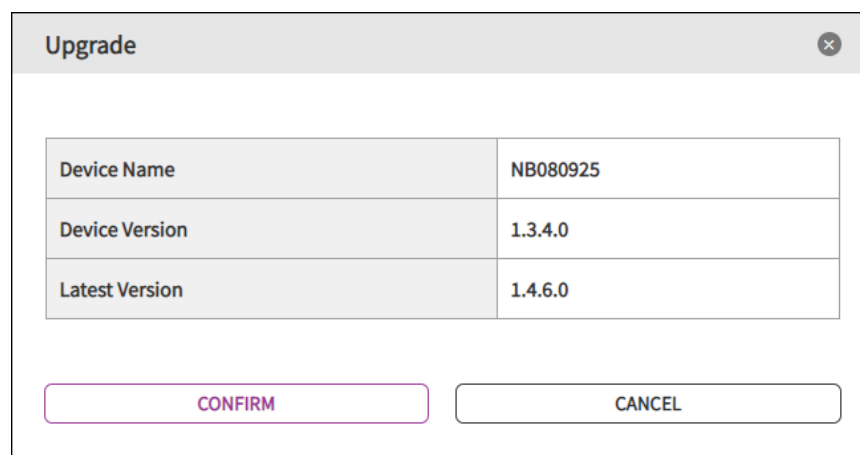 Upgrade
Device Name NB080925
Device Version 1.3.4.0
Latest Version 1.4.6.0
CONFIRM CANCEL